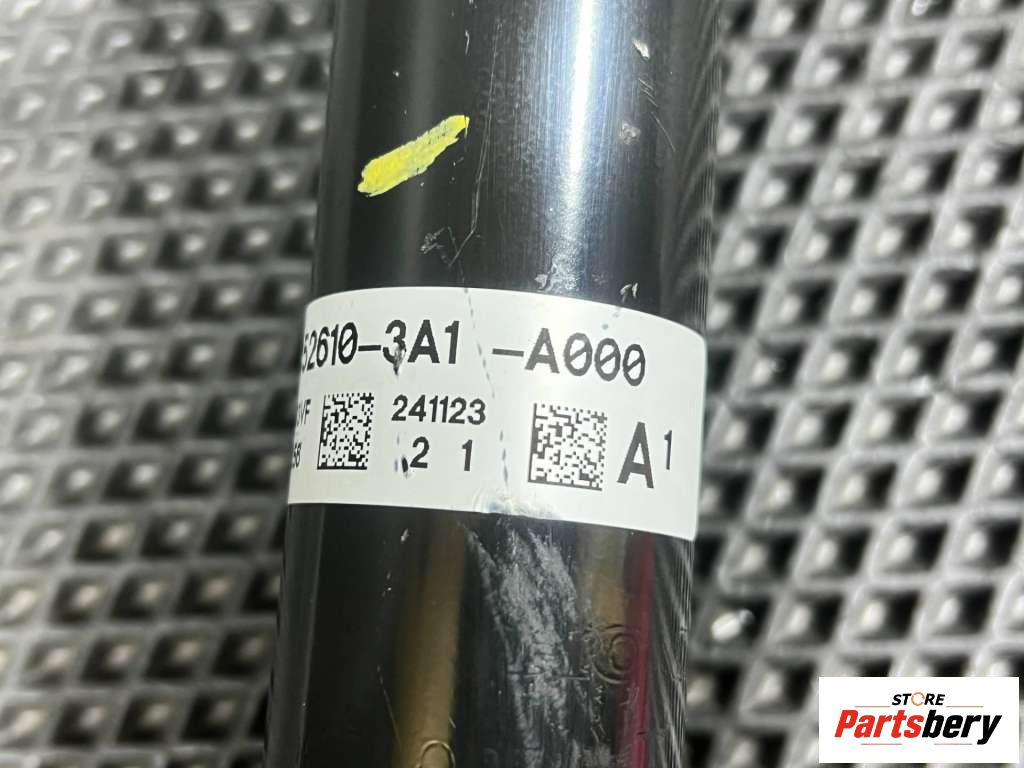 52610-3A1 -A000
241123
2 1
A1
STORE
Partsbery